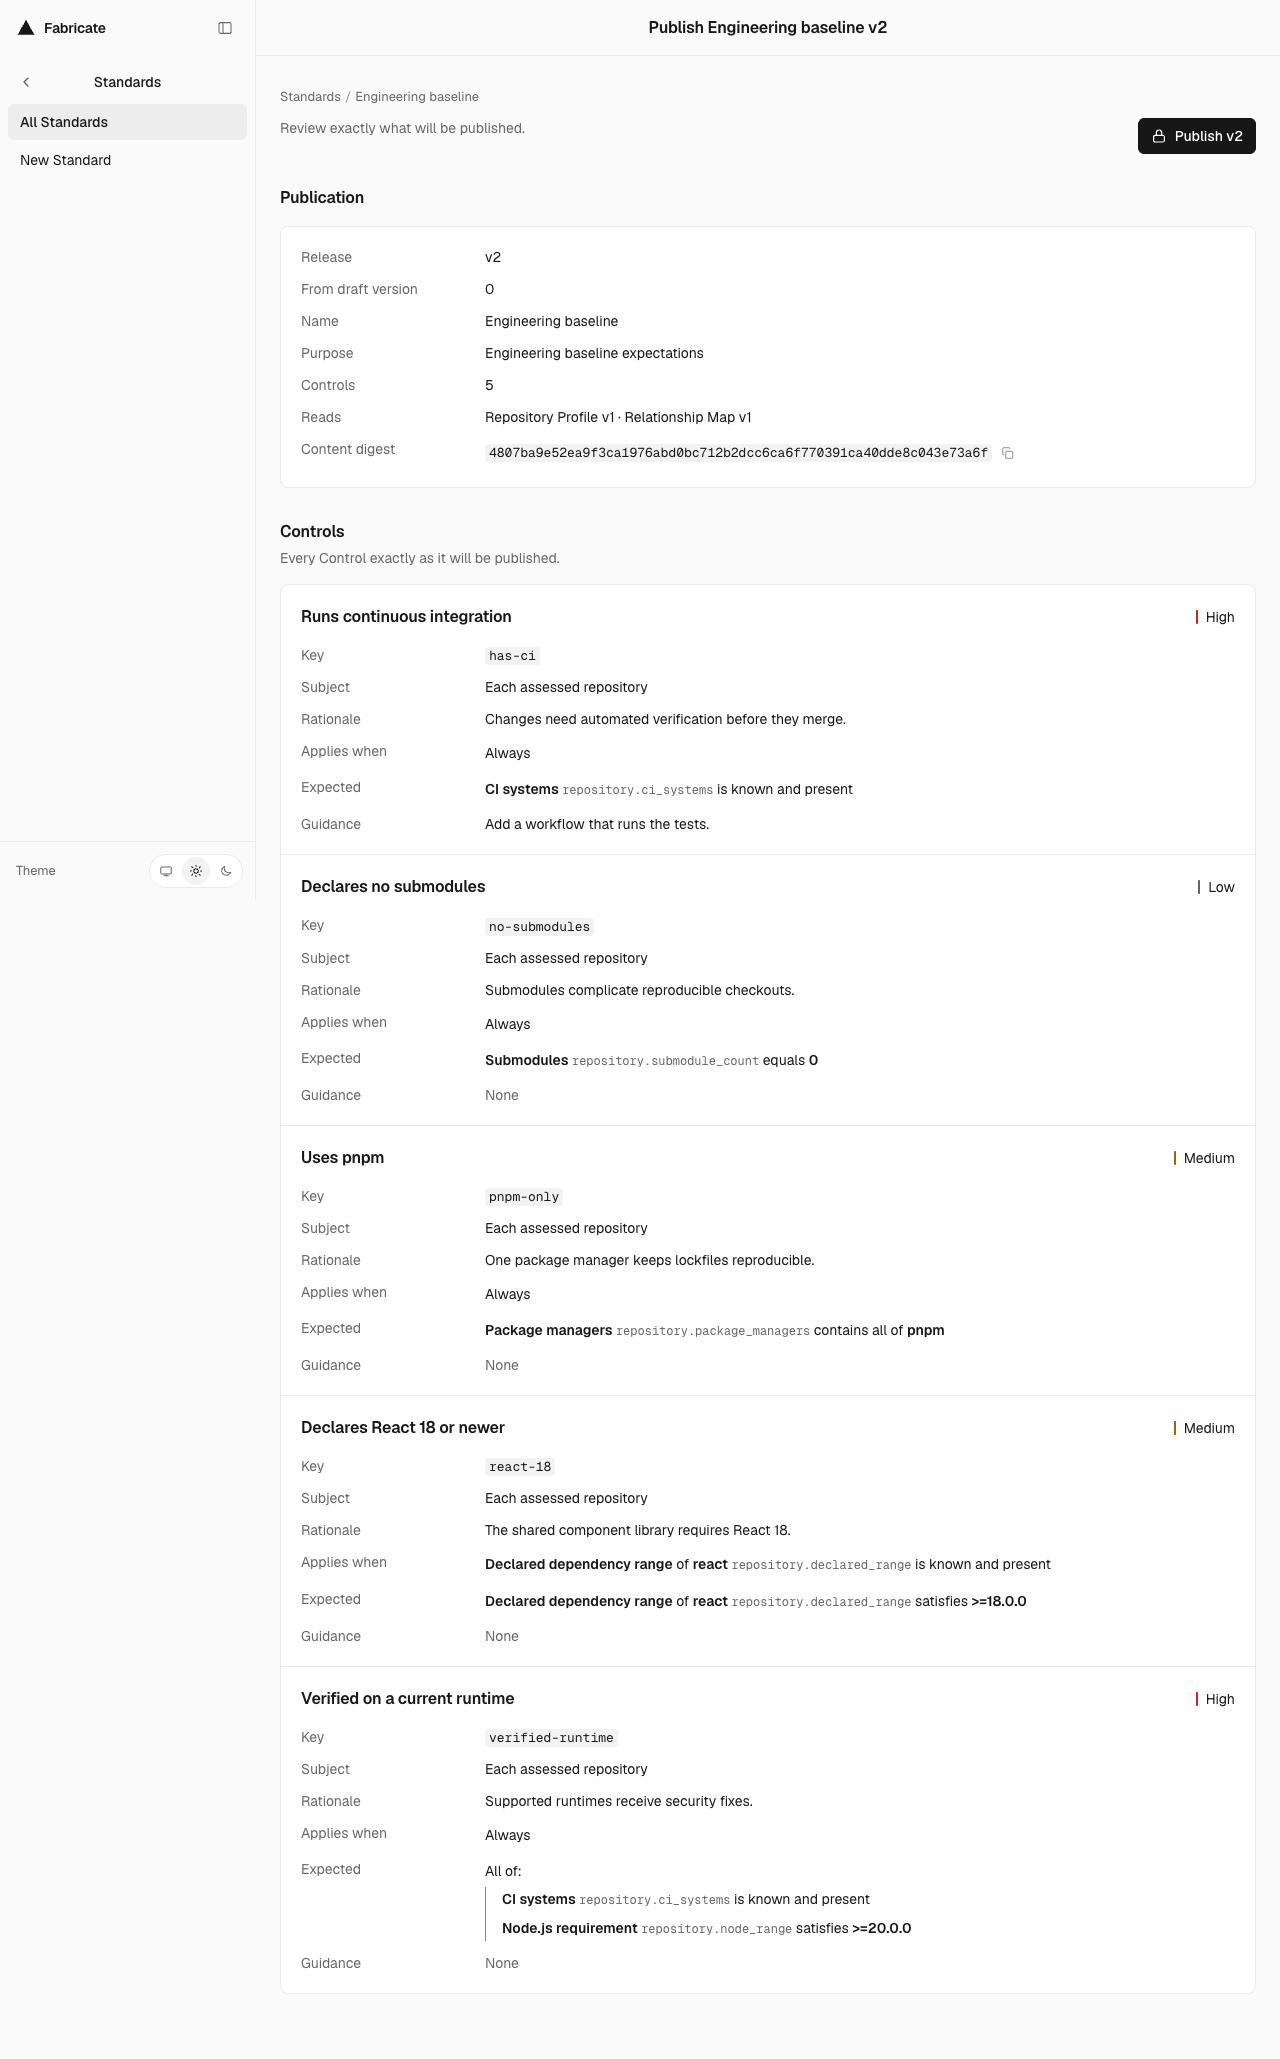 Fabricate
Publish Engineering baseline v2
Standards
All Standards
New Standard
Theme
Standards / Engineering baseline
Review exactly what will be published.
Publish v2
Publication
Release v2
From draft version 0
Name Engineering baseline
Purpose Engineering baseline expectations
Controls 5
Reads Repository Profile v1 · Relationship Map v1
Content digest 4807ba9e52ea9f3ca1976abd0bc712b2dcc6ca6f770391ca40dde8c043e73a6f
Controls
Every Control exactly as it will be published.
Runs continuous integration High
Key has-ci
Subject Each assessed repository
Rationale Changes need automated verification before they merge.
Applies when Always
Expected CI systems repository.ci_systems is known and present
Guidance Add a workflow that runs the tests.
Declares no submodules Low
Key no-submodules
Subject Each assessed repository
Rationale Submodules complicate reproducible checkouts.
Applies when Always
Expected Submodules repository.submodule_count equals 0
Guidance None
Uses pnpm Medium
Key pnpm-only
Subject Each assessed repository
Rationale One package manager keeps lockfiles reproducible.
Applies when Always
Expected Package managers repository.package_managers contains all of pnpm
Guidance None
Declares React 18 or newer Medium
Key react-18
Subject Each assessed repository
Rationale The shared component library requires React 18.
Applies when Declared dependency range of react repository.declared_range is known and present
Expected Declared dependency range of react repository.declared_range satisfies >=18.0.0
Guidance None
Verified on a current runtime High
Key verified-runtime
Subject Each assessed repository
Rationale Supported runtimes receive security fixes.
Applies when Always
Expected All of:
CI systems repository.ci_systems is known and present
Node.js requirement repository.node_range satisfies >=20.0.0
Guidance None